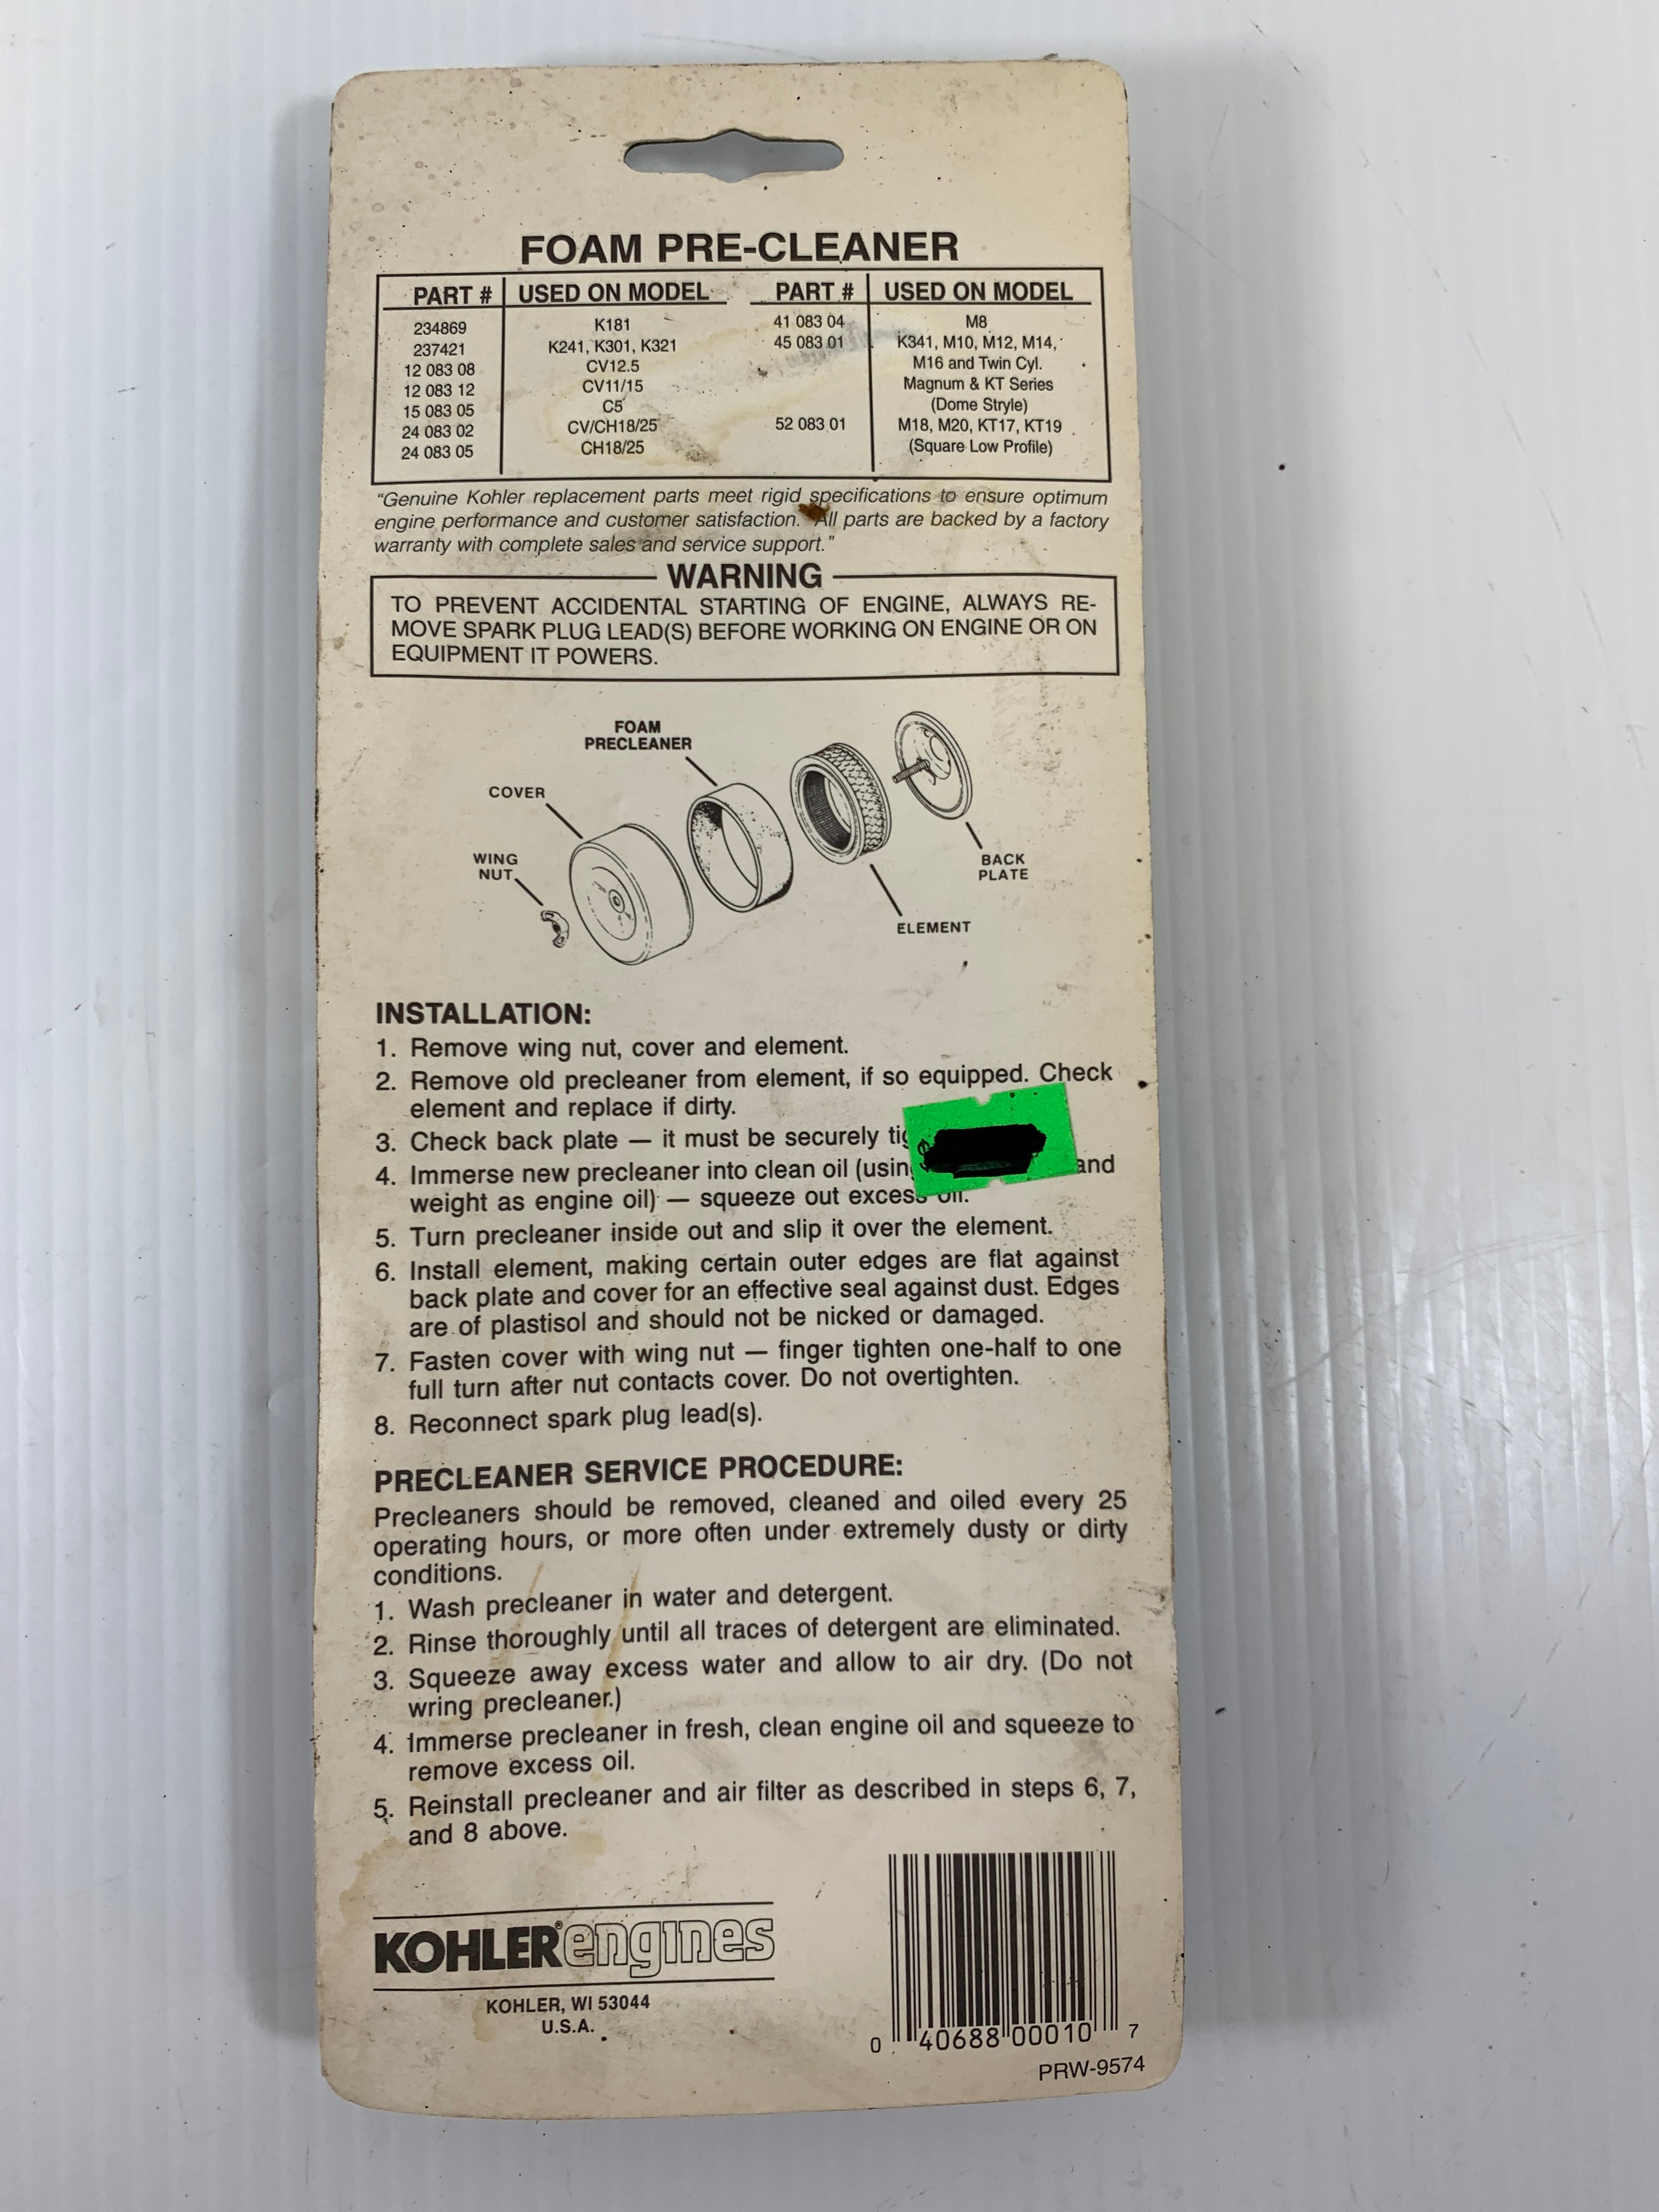 FOAM PRE-CLEANER
PART # USED ON MODEL PART # USED ON MODEL
234869 K181 41 083 04 M8
237421 K241, K301, K321 45 083 01 K341, M10, M12, M14,
12 083 08 CV12.5 M16 and Twin Cyl.
12 083 12 CV11/15 Magnum & KT Series
15 083 05 C5 (Dome Stryle)
24 083 02 CV/CH18/25 52 083 01 M18, M20, KT17, KT19
24 083 05 CH18/25 (Square Low Profile)
“Genuine Kohler replacement parts meet rigid specifications to ensure optimum
engine performance and customer satisfaction. All parts are backed by a factory
warranty with complete sales and service support.”
WARNING
TO PREVENT ACCIDENTAL STARTING OF ENGINE, ALWAYS RE-
MOVE SPARK PLUG LEAD(S) BEFORE WORKING ON ENGINE OR ON
EQUIPMENT IT POWERS.
FOAM
PRECLEANER
COVER
WING
NUT
BACK
PLATE
ELEMENT
INSTALLATION:
1. Remove wing nut, cover and element.
2. Remove old precleaner from element, if so equipped. Check
element and replace if dirty.
3. Check back plate — it must be securely
4. Immerse new precleaner into clean oil and
weight as engine oil) — squeeze out excess oil.
5. Turn precleaner inside out and slip it over the element.
6. Install element, making certain outer edges are flat against
back plate and cover for an effective seal against dust. Edges
are of plastisol and should not be nicked or damaged.
7. Fasten cover with wing nut — finger tighten one-half to one
full turn after nut contacts cover. Do not overtighten.
8. Reconnect spark plug lead(s).
PRECLEANER SERVICE PROCEDURE:
Precleaners should be removed, cleaned and oiled every 25
operating hours, or more often under extremely dusty or dirty
conditions.
1. Wash precleaner in water and detergent.
2. Rinse thoroughly until all traces of detergent are eliminated.
3. Squeeze away excess water and allow to air dry. (Do not
wring precleaner.)
4. Immerse precleaner in fresh, clean engine oil and squeeze to
remove excess oil.
5. Reinstall precleaner and air filter as described in steps 6, 7,
and 8 above.
KOHLER® engines
KOHLER, WI 53044
U.S.A.
0 40688 00010 7
PRW-9574